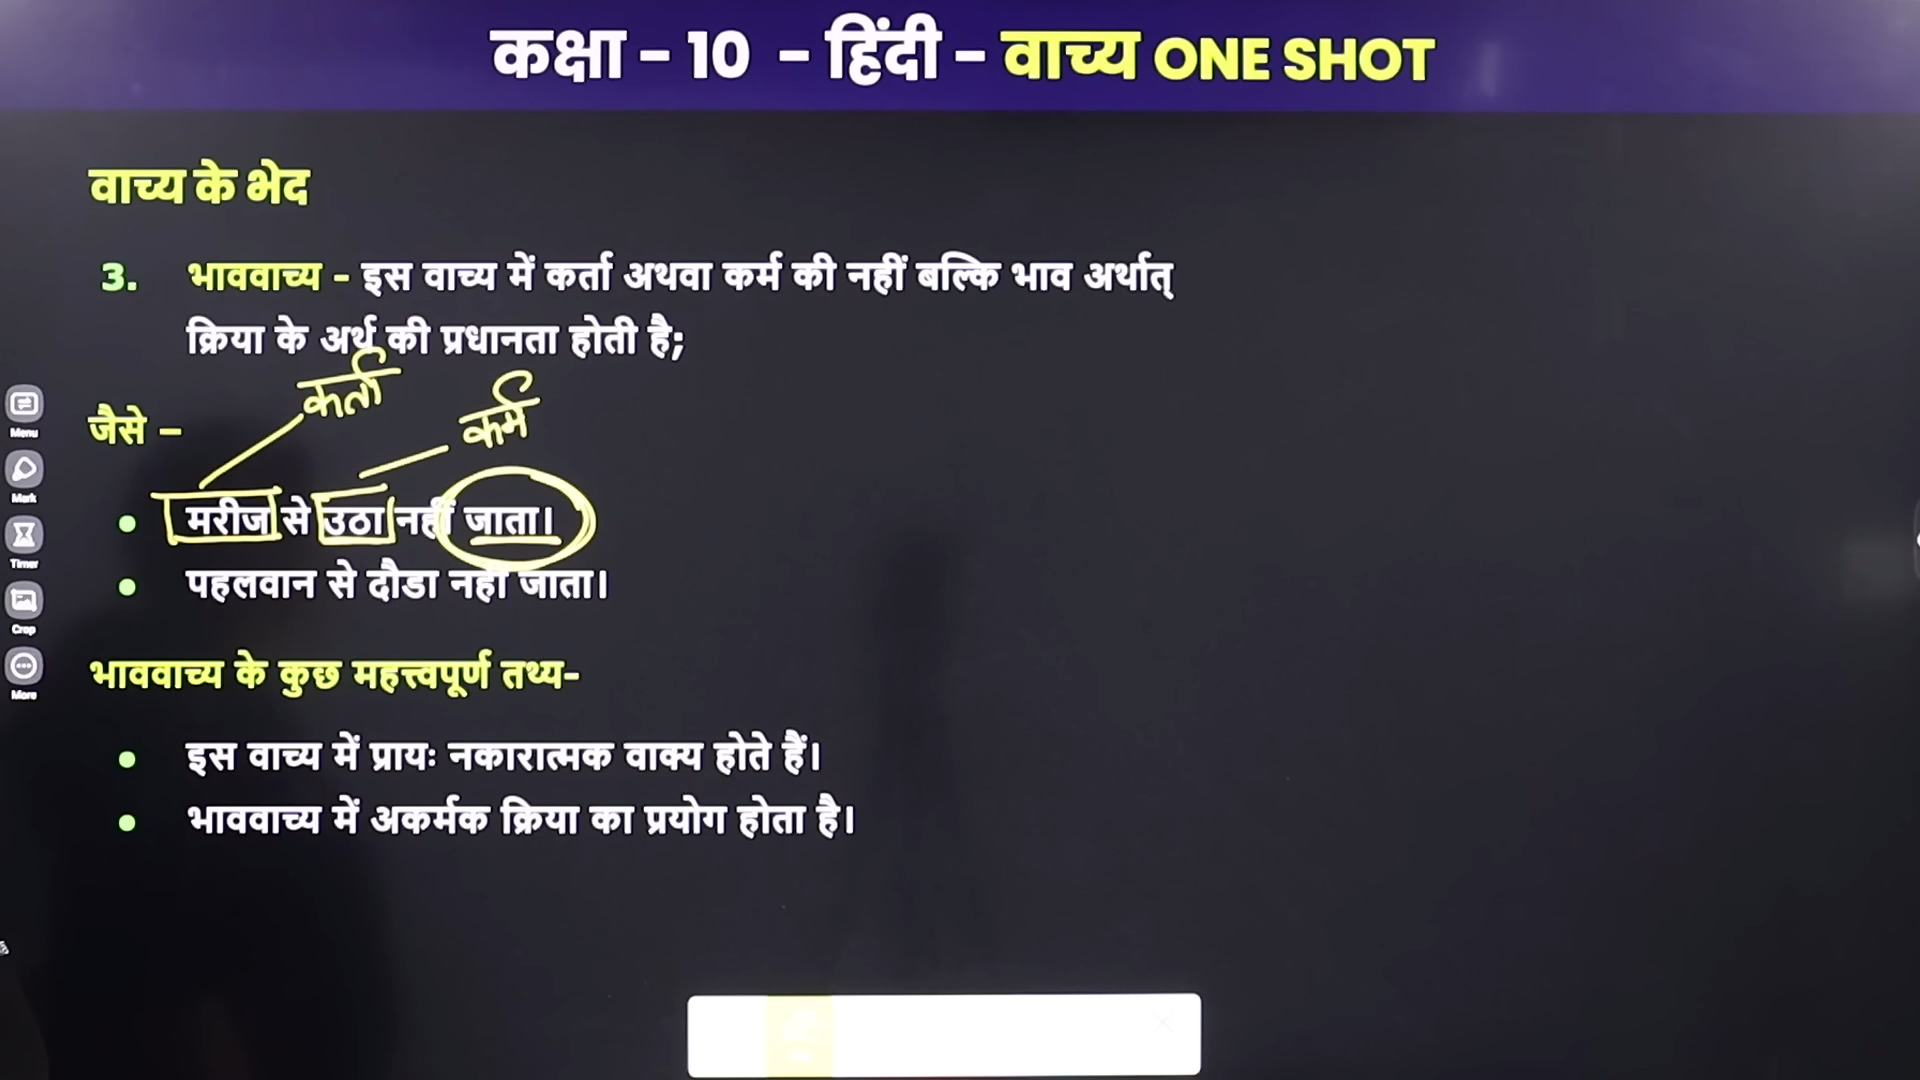 कक्षा - 10 - हिंदी - वाच्य ONE SHOT
वाच्य के भेद
3. भाववाच्य - इस वाच्य में कर्ता अथवा कर्म की नहीं बल्कि भाव अर्थात्
क्रिया के अर्थ की प्रधानता होती है;
कर्ता
कर्म
जैसे –
Menu
मरीज से उठा नहीं जाता।
Mark
पहलवान से दौडा नहीं जाता।
Timer
Crop
भाववाच्य के कुछ महत्त्वपूर्ण तथ्य-
More
इस वाच्य में प्रायः नकारात्मक वाक्य होते हैं।
भाववाच्य में अकर्मक क्रिया का प्रयोग होता है।